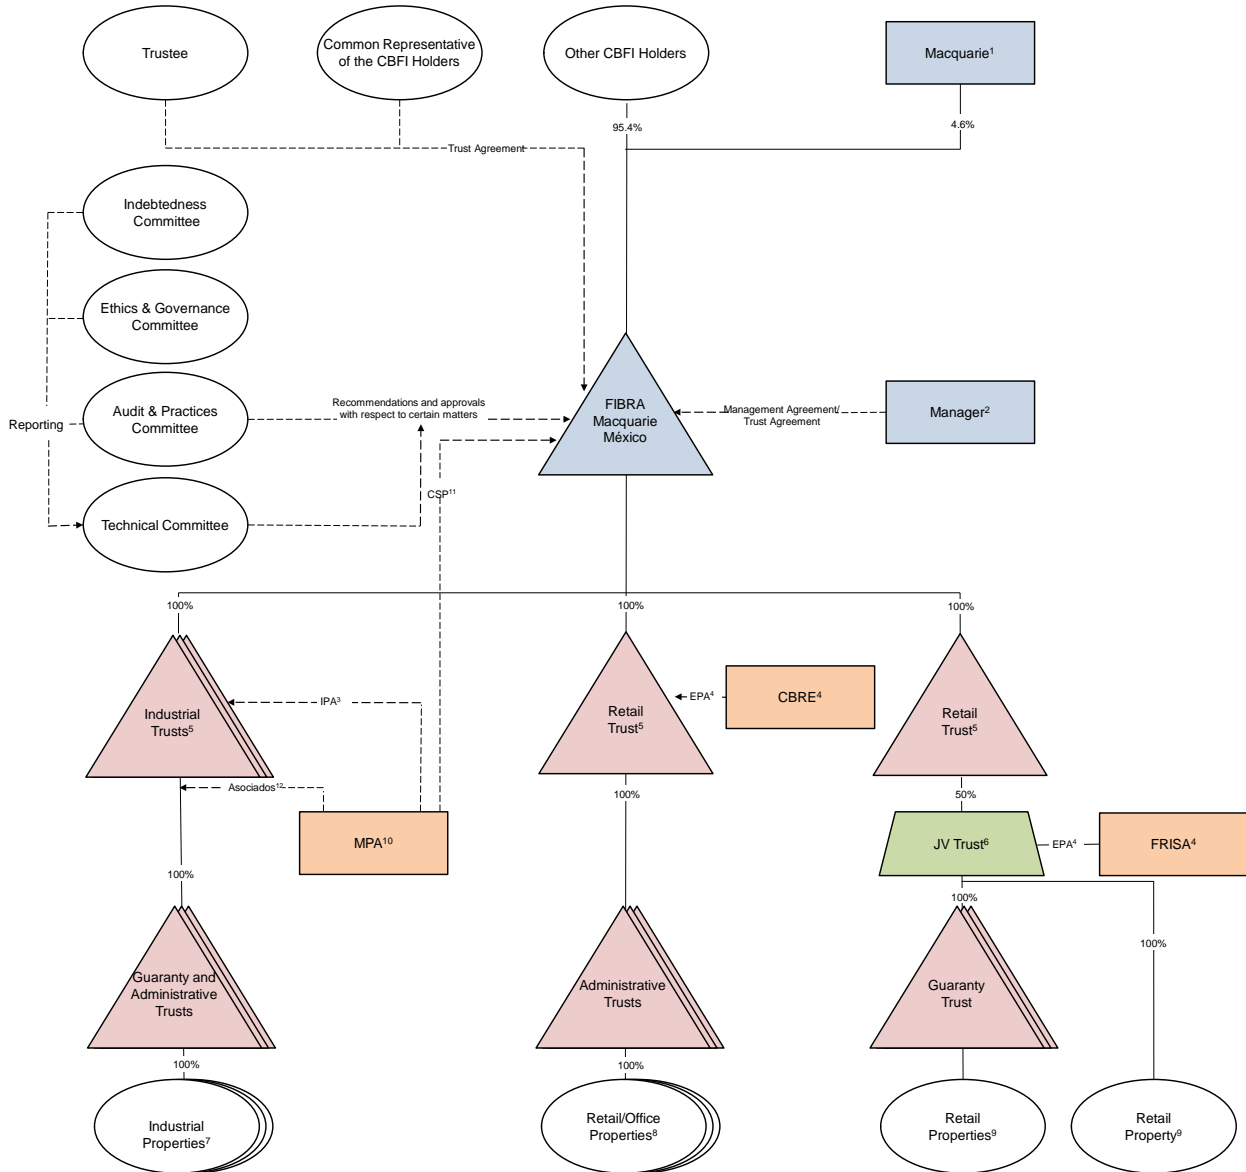 Trustee
Common Representative
of the CBFI Holders
Other CBFI Holders
Macquarie¹
95.4%
4.6%
Trust Agreement
Indebtedness
Committee
Ethics & Governance
Committee
Audit & Practices
Committee
Reporting
Technical Committee
Recommendations and approvals
with respect to certain matters
CSP¹¹
FIBRA
Macquarie
México
Management Agreement/
Trust Agreement
Manager²
100%
100%
100%
Industrial
Trusts⁵
IPA³
Retail
Trust⁵
EPA⁴
CBRE⁴
Retail
Trust⁵
Asociados¹²
MPA¹⁰
100%
50%
JV Trust⁶
EPA⁴
FRISA⁴
100%
100%
100%
Guaranty and
Administrative
Trusts
Administrative
Trusts
Guaranty
Trust
100%
100%
Industrial
Properties⁷
Retail/Office
Properties⁸
Retail
Properties⁹
Retail
Property⁹